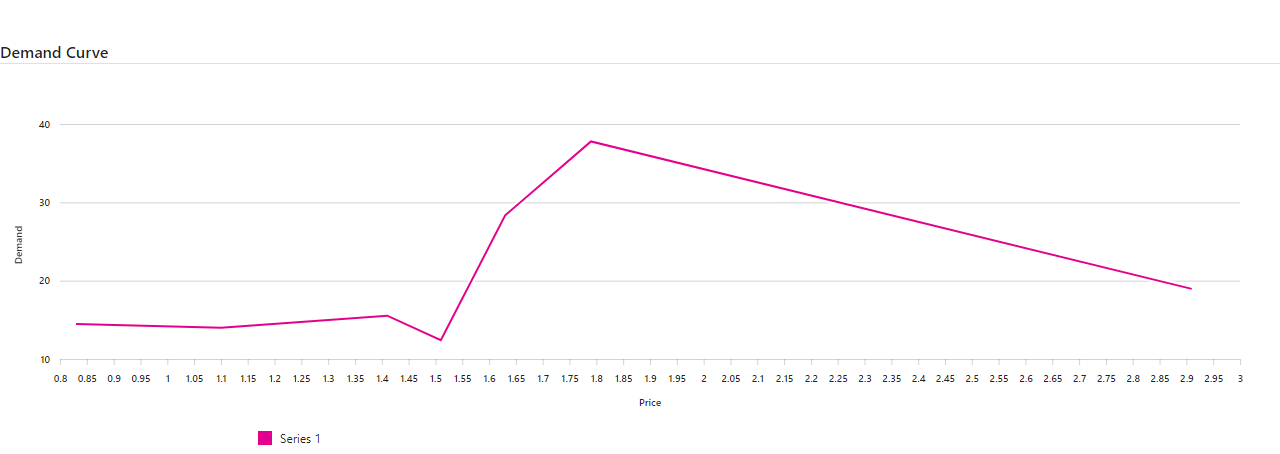 Demand Curve
40
30
20
10
Demand
0.8 0.85 0.9 0.95 1 1.05 1.1 1.15 1.2 1.25 1.3 1.35 1.4 1.45 1.5 1.55 1.6 1.65 1.7 1.75 1.8 1.85 1.9 1.95 2 2.05 2.1 2.15 2.2 2.25 2.3 2.35 2.4 2.45 2.5 2.55 2.6 2.65 2.7 2.75 2.8 2.85 2.9 2.95 3
Price
Series 1